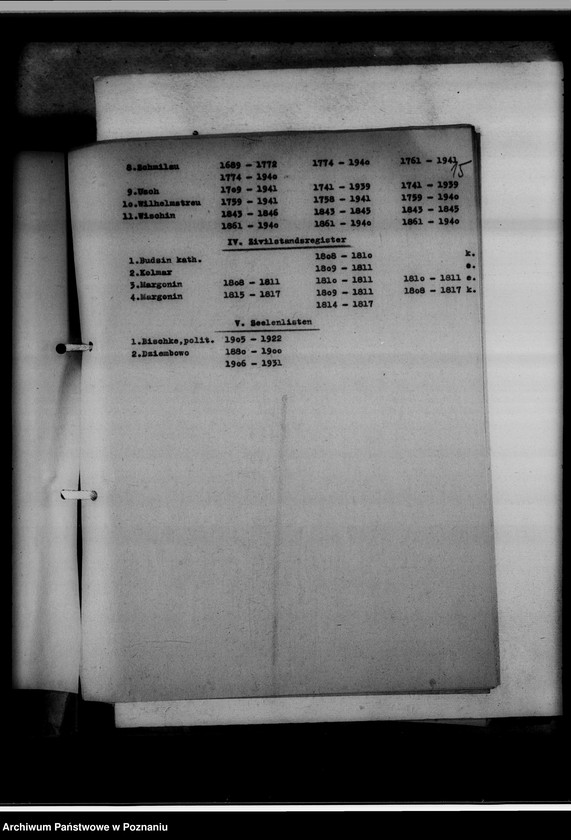 15
8.Schmilau 1689 - 1772 1774 - 1940 1761 - 1941
1774 - 1940
9.Usch 1709 - 1941 1741 - 1939 1741 - 1939
10.Wilhelmstreu 1759 - 1941 1758 - 1941 1759 - 1940
11.Wischin 1843 - 1846 1843 - 1845 1843 - 1845
1861 - 1940 1861 - 1940 1861 - 1940
IV. Zivilstandsregister
1.Budsin kath. 1808 - 1810 k.
2.Kolmar 1809 - 1811 e.
3.Margonin 1808 - 1811 1810 - 1811 1810 - 1811 e.
4.Margonin 1815 - 1817 1809 - 1811 1808 - 1817 k.
1814 - 1817
V. Seelenlisten
1.Bischke,polit. 1905 - 1922
2.Dziembowo 1880 - 1900
1906 - 1931
Archiwum Państwowe w Poznaniu